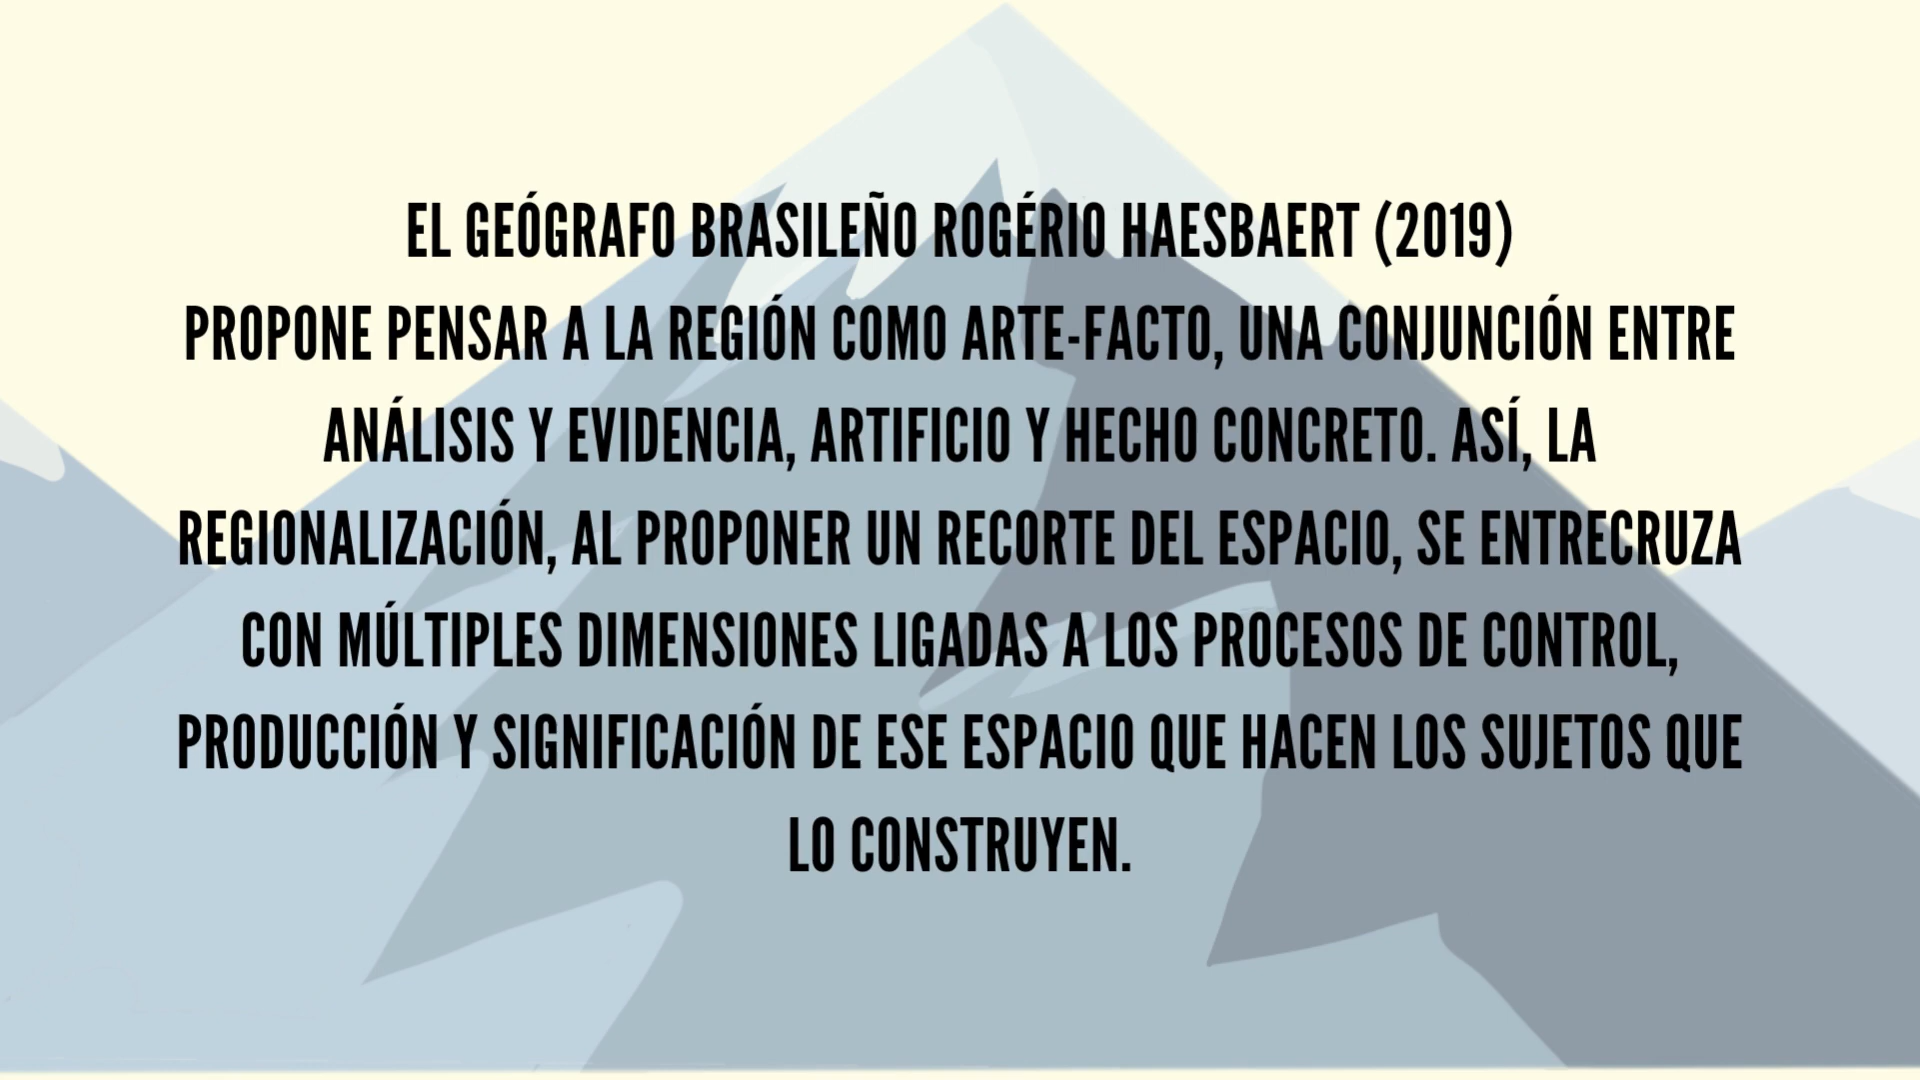 EL GEÓGRAFO BRASILEÑO ROGÉRIO HAESBAERT (2019)
PROPONE PENSAR A LA REGIÓN COMO ARTE-FACTO, UNA CONJUNCIÓN ENTRE
ANÁLISIS Y EVIDENCIA, ARTIFICIO Y HECHO CONCRETO. ASÍ, LA
REGIONALIZACIÓN, AL PROPONER UN RECORTE DEL ESPACIO, SE ENTRECRUZA
CON MÚLTIPLES DIMENSIONES LIGADAS A LOS PROCESOS DE CONTROL,
PRODUCCIÓN Y SIGNIFICACIÓN DE ESE ESPACIO QUE HACEN LOS SUJETOS QUE
LO CONSTRUYEN.